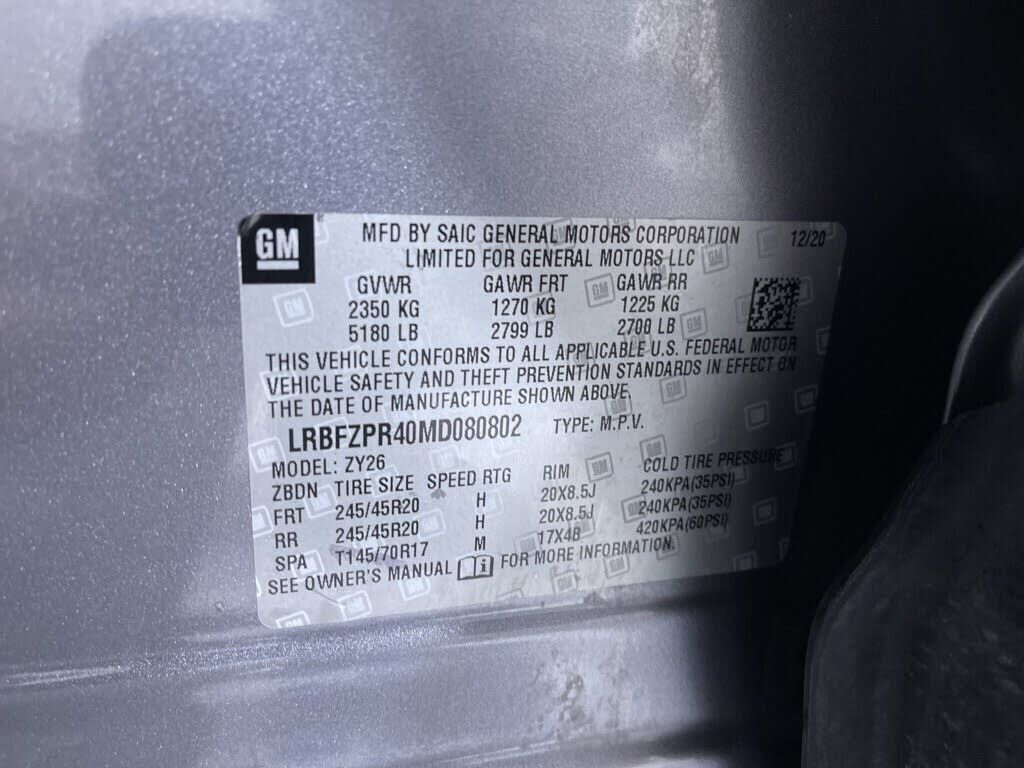 GM
MFD BY SAIC GENERAL MOTORS CORPORATION 12/20
LIMITED FOR GENERAL MOTORS LLC
GVWR GAWR FRT GAWR RR
2350 KG 1270 KG 1225 KG
5180 LB 2799 LB 2700 LB
THIS VEHICLE CONFORMS TO ALL APPLICABLE U.S. FEDERAL MOTOR
VEHICLE SAFETY AND THEFT PREVENTION STANDARDS IN EFFECT ON
THE DATE OF MANUFACTURE SHOWN ABOVE.
LRBFZPR40MD080802 TYPE: M.P.V.
MODEL: ZY26
ZBDN TIRE SIZE SPEED RTG RIM COLD TIRE PRESSURE
FRT 245/45R20 H 20X8.5J 240KPA(35PSI)
RR 245/45R20 H 20X8.5J 240KPA(35PSI)
SPA T145/70R17 M 17X4B 420KPA(60PSI)
SEE OWNER'S MANUAL i FOR MORE INFORMATION.